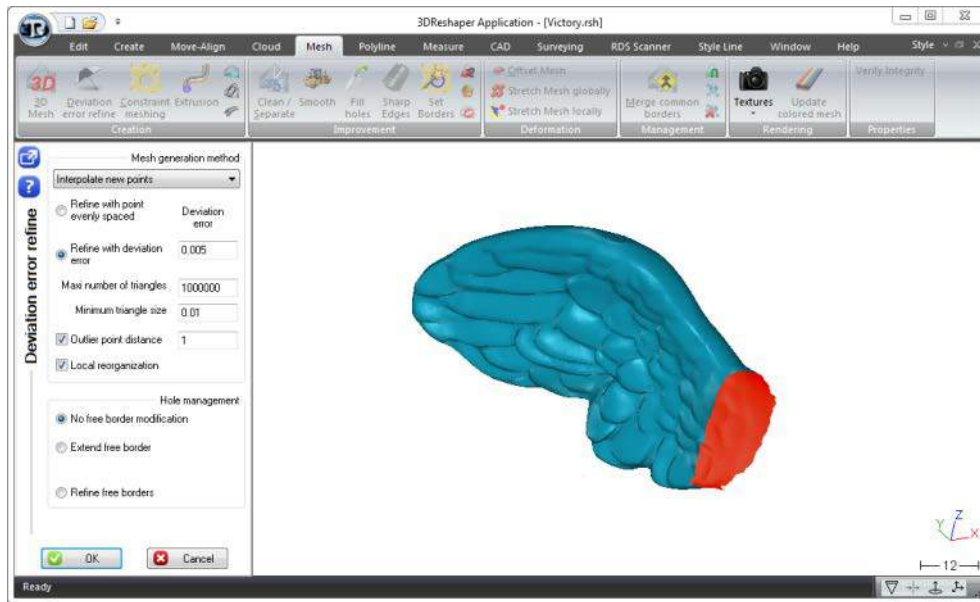 3DReshaper Application - [Victory.rsh]
Edit Create Move-Align Cloud Mesh Polyline Measure CAD Surveying RDS Scanner Style Line Window Help Style
3D Mesh
Deviation error refine
Constraint meshing
Extrusion
Creation
Clean / Separate
Smooth
Fill holes
Sharp Edges
Set Borders
Improvement
Offset Mesh
Stretch Mesh globally
Stretch Mesh locally
Deformation
Merge common borders
Management
Textures
Update colored mesh
Rendering
Verify Integrity
Properties
Deviation error refine
Mesh generation method
Interpolate new points
Refine with point
evenly spaced
Deviation
error
Refine with deviation
error
0.005
Maxi number of triangles 1000000
Minimum triangle size 0.01
Outlier point distance 1
Local reorganization
Hole management
No free border modification
Extend free border
Refine free borders
OK Cancel
Z
Y X
12
Ready